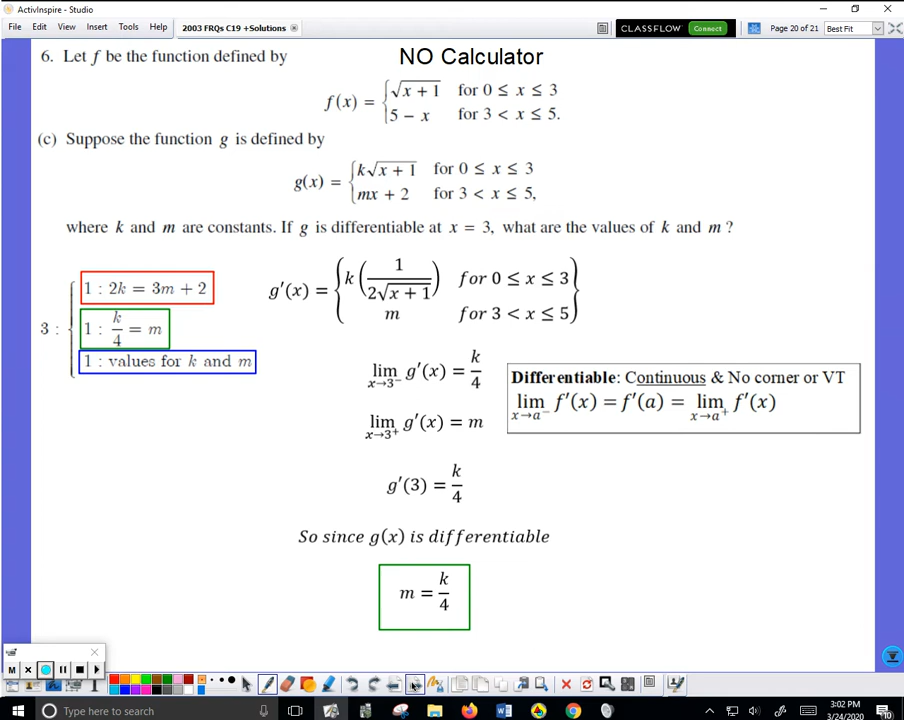 ActivInspire - Studio
File Edit View Insert Tools Help 2003 FRQs C19 +Solutions CLASSFLOW Connect Page 20 of 21 Best Fit
6. Let f be the function defined by
NO Calculator
f(x) = { √(x + 1) for 0 ≤ x ≤ 3
5 − x for 3 < x ≤ 5.
(c) Suppose the function g is defined by
g(x) = { k√(x + 1) for 0 ≤ x ≤ 3
mx + 2 for 3 < x ≤ 5,
where k and m are constants. If g is differentiable at x = 3, what are the values of k and m ?
3 : { 1 : 2k = 3m + 2
1 : k/4 = m
1 : values for k and m
g′(x) = { k(1/(2√(x + 1))) for 0 ≤ x ≤ 3
m for 3 < x ≤ 5 }
lim x→3⁻ g′(x) = k/4
lim x→3⁺ g′(x) = m
Differentiable: Continuous & No corner or VT
lim x→a⁻ f′(x) = f′(a) = lim x→a⁺ f′(x)
g′(3) = k/4
So since g(x) is differentiable
m = k/4
M
T
Type here to search
3:02 PM
3/24/2020
10